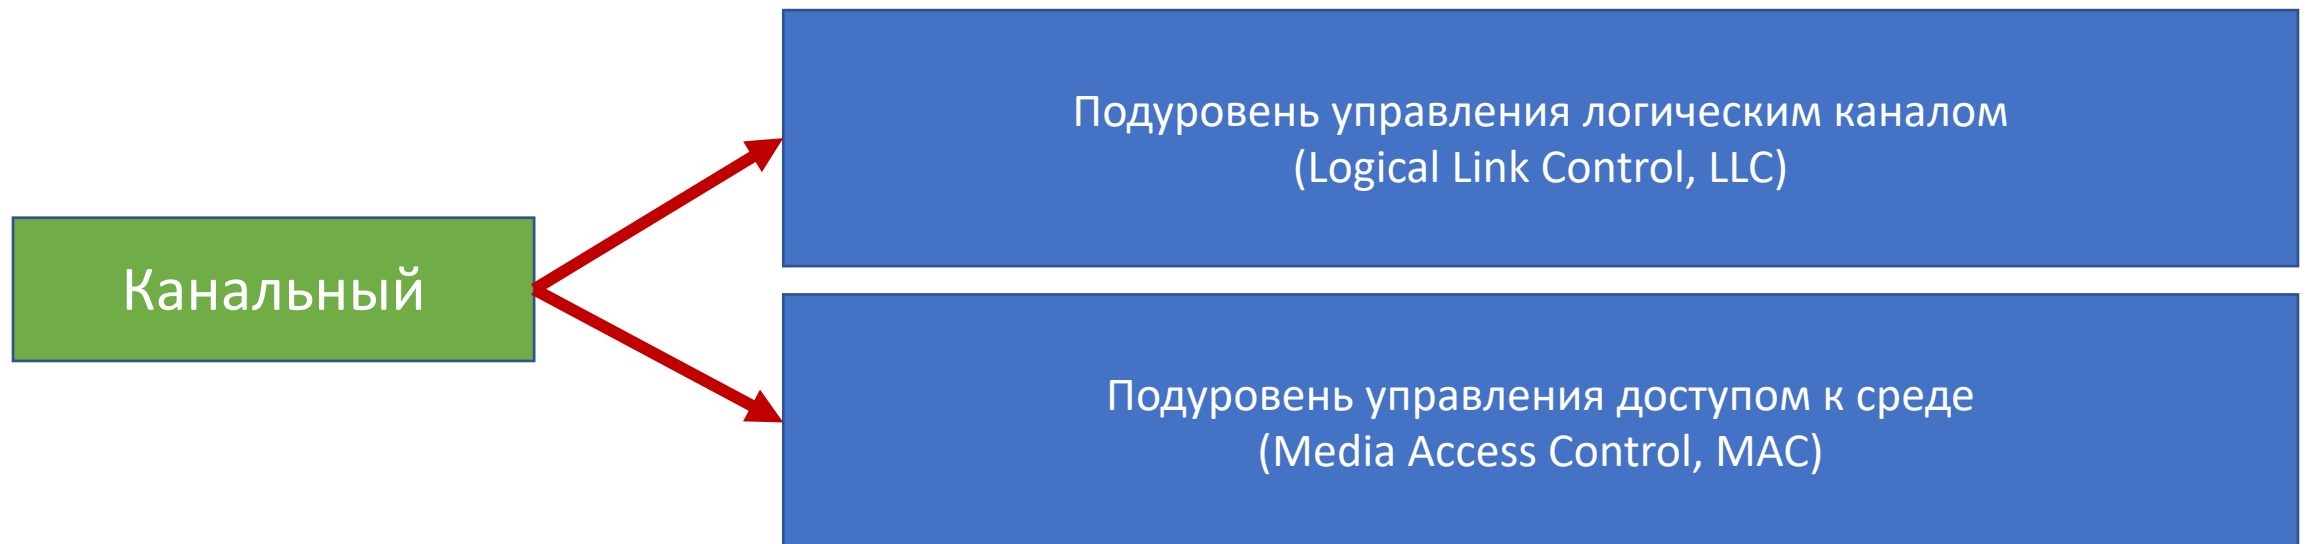 Подуровень управления логическим каналом
(Logical Link Control, LLC)
Канальный
Подуровень управления доступом к среде
(Media Access Control, MAC)